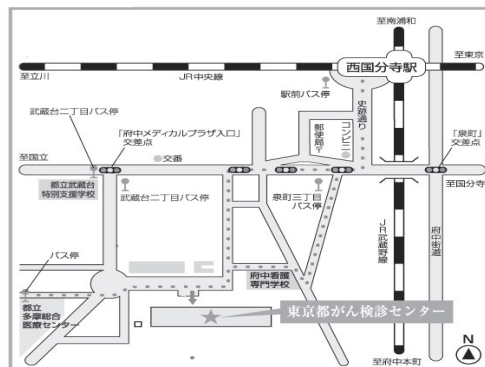 至南浦和
西国分寺駅
至東京
至立川
JR中央線
駅前バス停
武蔵台二丁目バス停
史跡通り
「府中メディカルプラザ入口」
交差点
郵便局〒
コンビニ
「泉町」
交差点
交番
至国立
都立武蔵台
特別支援学校
武蔵台二丁目バス停
泉町三丁目
バス停
至国分寺
JR武蔵野線
府中街道
バス停
府中看護
専門学校
都立
多摩総合
医療センター
東京都がん検診センター
N
至府中本町